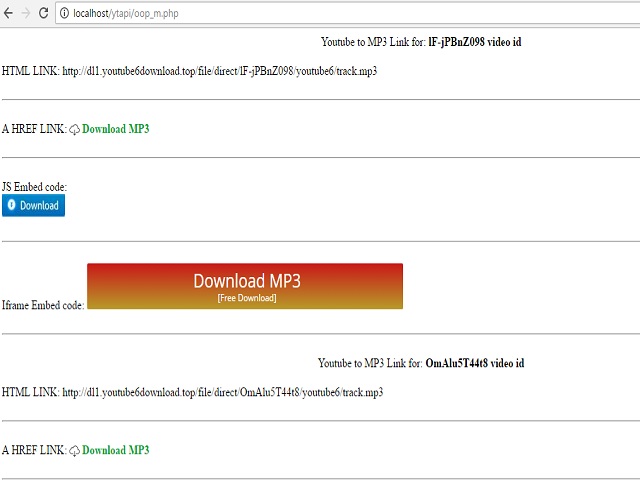 localhost/ytapi/oop_m.php
Youtube to MP3 Link for: lF-jPBnZ098 video id
HTML LINK: http://dl1.youtube6download.top/file/direct/lF-jPBnZ098/youtube6/track.mp3
A HREF LINK: Download MP3
JS Embed code:
Download
Download MP3
[Free Download]
Iframe Embed code:
Youtube to MP3 Link for: OmAlu5T44t8 video id
HTML LINK: http://dl1.youtube6download.top/file/direct/OmAlu5T44t8/youtube6/track.mp3
A HREF LINK: Download MP3